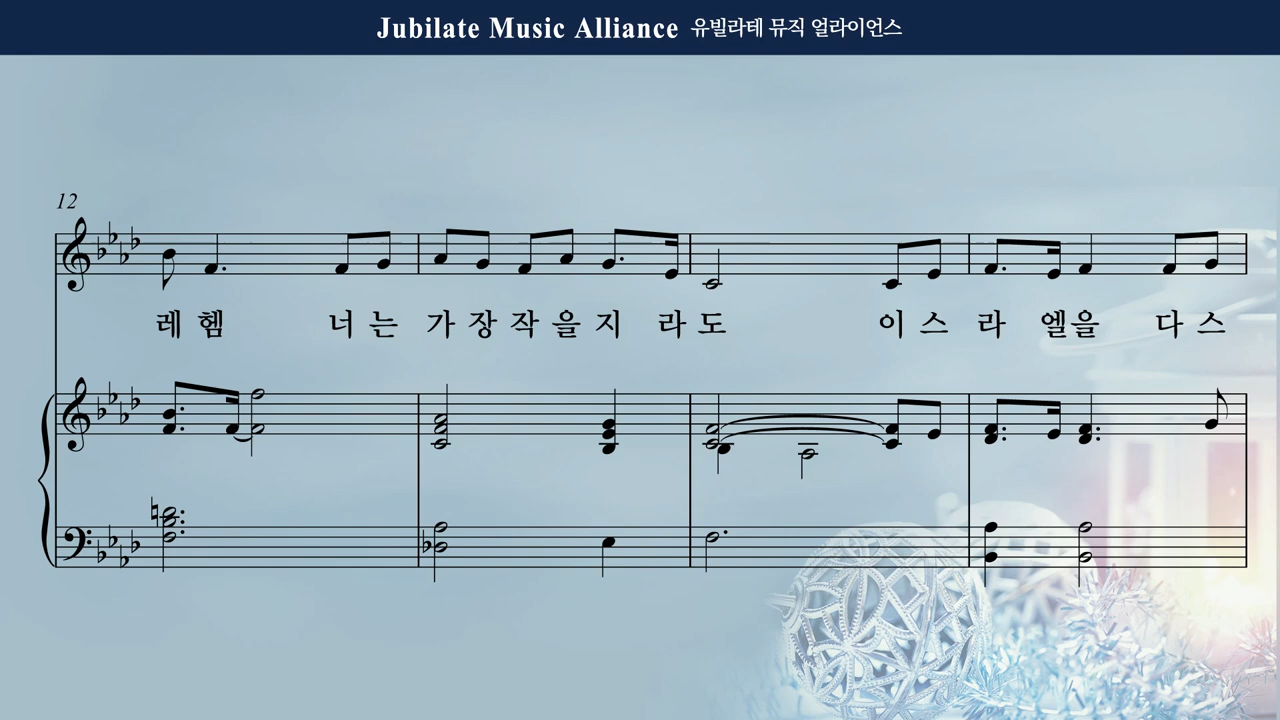 Jubilate Music Alliance 유빌라테 뮤직 얼라이언스
12
레 헴 너 는 가 장 작 을 지 라 도 이 스 라 엘 을 다 스